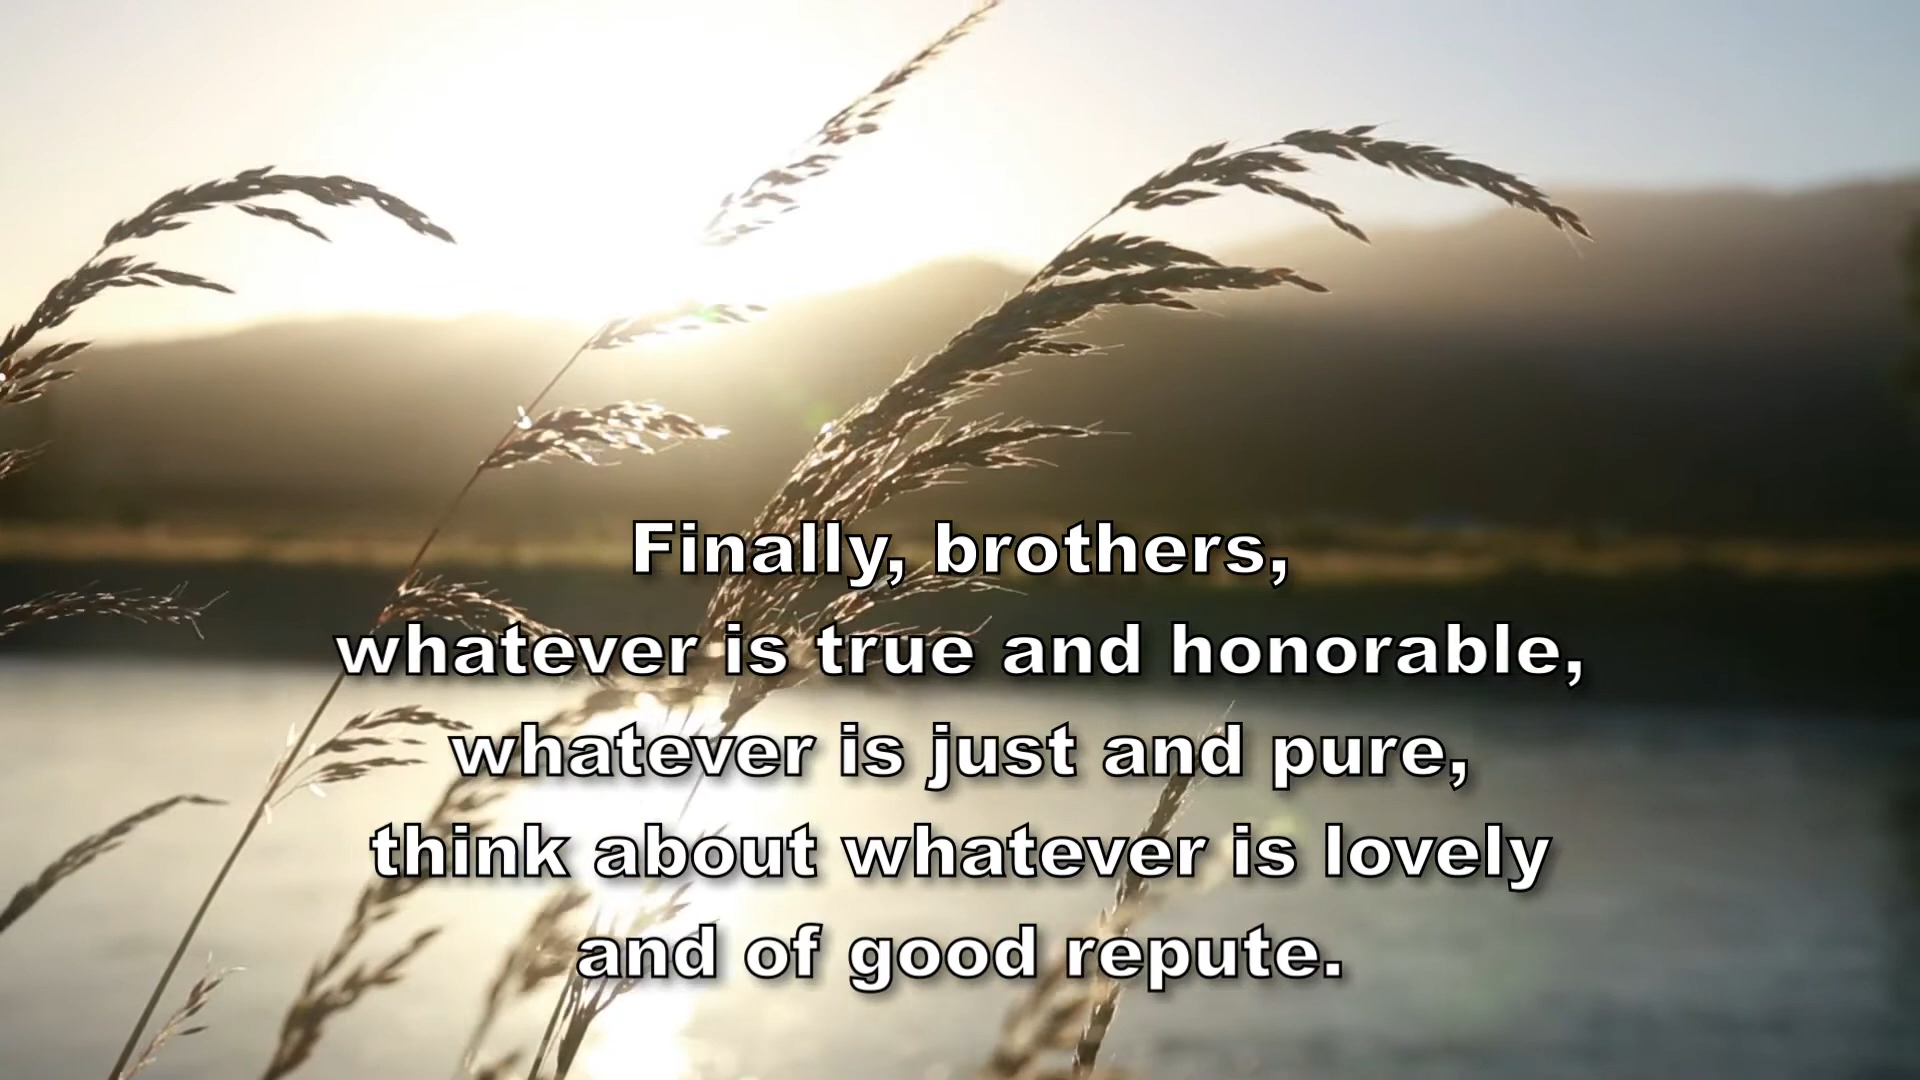 Finally, brothers,
whatever is true and honorable,
whatever is just and pure,
think about whatever is lovely
and of good repute.